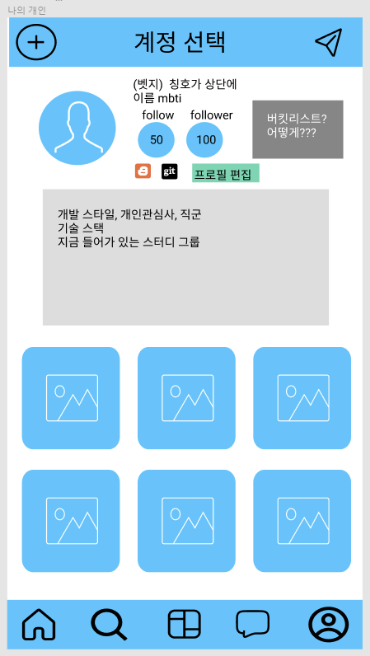 나의 개인
계정 선택
(벳지)  칭호가 상단에
이름 mbti
follow
follower
50
100
버킷리스트?
어떻게???
git
프로필 편집
개발 스타일, 개인관심사, 직군
기술 스택
지금 들어가 있는 스터디 그룹